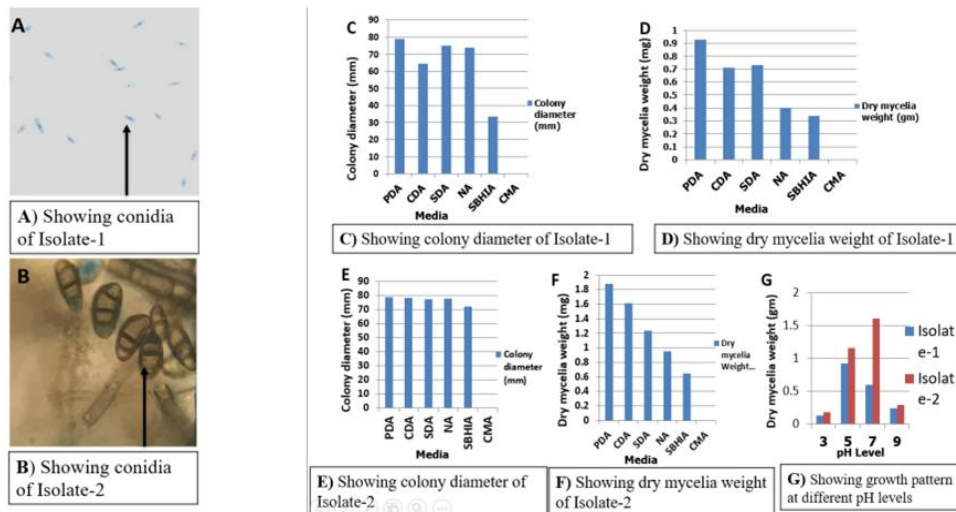 A
A) Showing conidia
of Isolate-1
B
B) Showing conidia
of Isolate-2
C
Colony diameter (mm)
90
80
70
60
50
40
30
20
10
0
PDA
CDA
SDA
NA
SBHIA
CMA
Media
Colony
diameter
(mm)
C) Showing colony diameter of Isolate-1
D
Dry mycelia weight (mg)
1
0.9
0.8
0.7
0.6
0.5
0.4
0.3
0.2
0.1
0
PDA
CDA
SDA
NA
SBHIA
CMA
Media
Dry mycelia
weight (gm)
D) Showing dry mycelia weight of Isolate-1
E
Colony diameter (mm)
90
80
70
60
50
40
30
20
10
0
PDA
CDA
SDA
NA
SBHIA
CMA
Media
Colony
diameter
(mm)
E) Showing colony diameter of
Isolate-2
F
Dry mycelia weight (mg)
2
1.8
1.6
1.4
1.2
1
0.8
0.6
0.4
0.2
0
PDA
CDA
SDA
NA
SBHIA
CMA
Media
Dry
mycelia
Weight...
F) Showing dry mycelia weight
of Isolate-2
G
Dry mycelia weight (gm)
2
1.5
1
0.5
0
3 5 7 9
pH Level
Isolat
e-1
Isolat
e-2
G) Showing growth pattern
at different pH levels